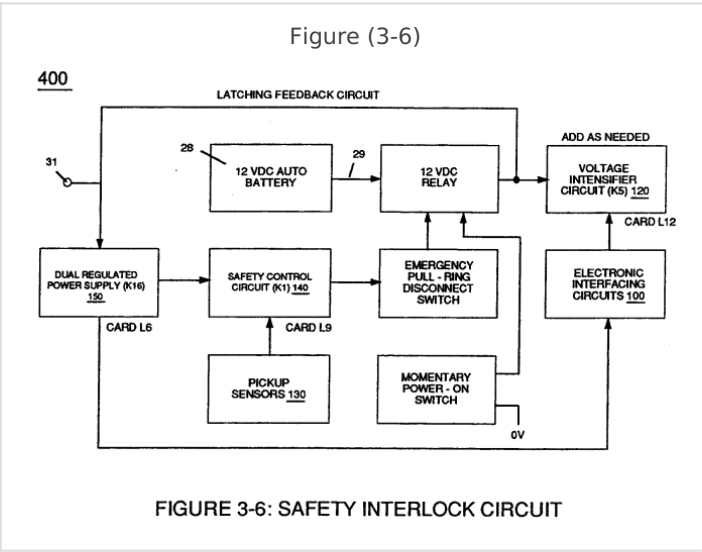 Figure (3-6)
400
LATCHING FEEDBACK CIRCUIT
ADD AS NEEDED
31
28
12 VDC AUTO
BATTERY
29
12 VDC
RELAY
VOLTAGE
INTENSIFIER
CIRCUIT (K5) 120
CARD L12
DUAL REGULATED
POWER SUPPLY (K16)
150
CARD L6
SAFETY CONTROL
CIRCUIT (K1) 140
CARD L9
EMERGENCY
PULL - RING
DISCONNECT
SWITCH
ELECTRONIC
INTERFACING
CIRCUITS 100
PICKUP
SENSORS 130
MOMENTARY
POWER - ON
SWITCH
0V
FIGURE 3-6: SAFETY INTERLOCK CIRCUIT